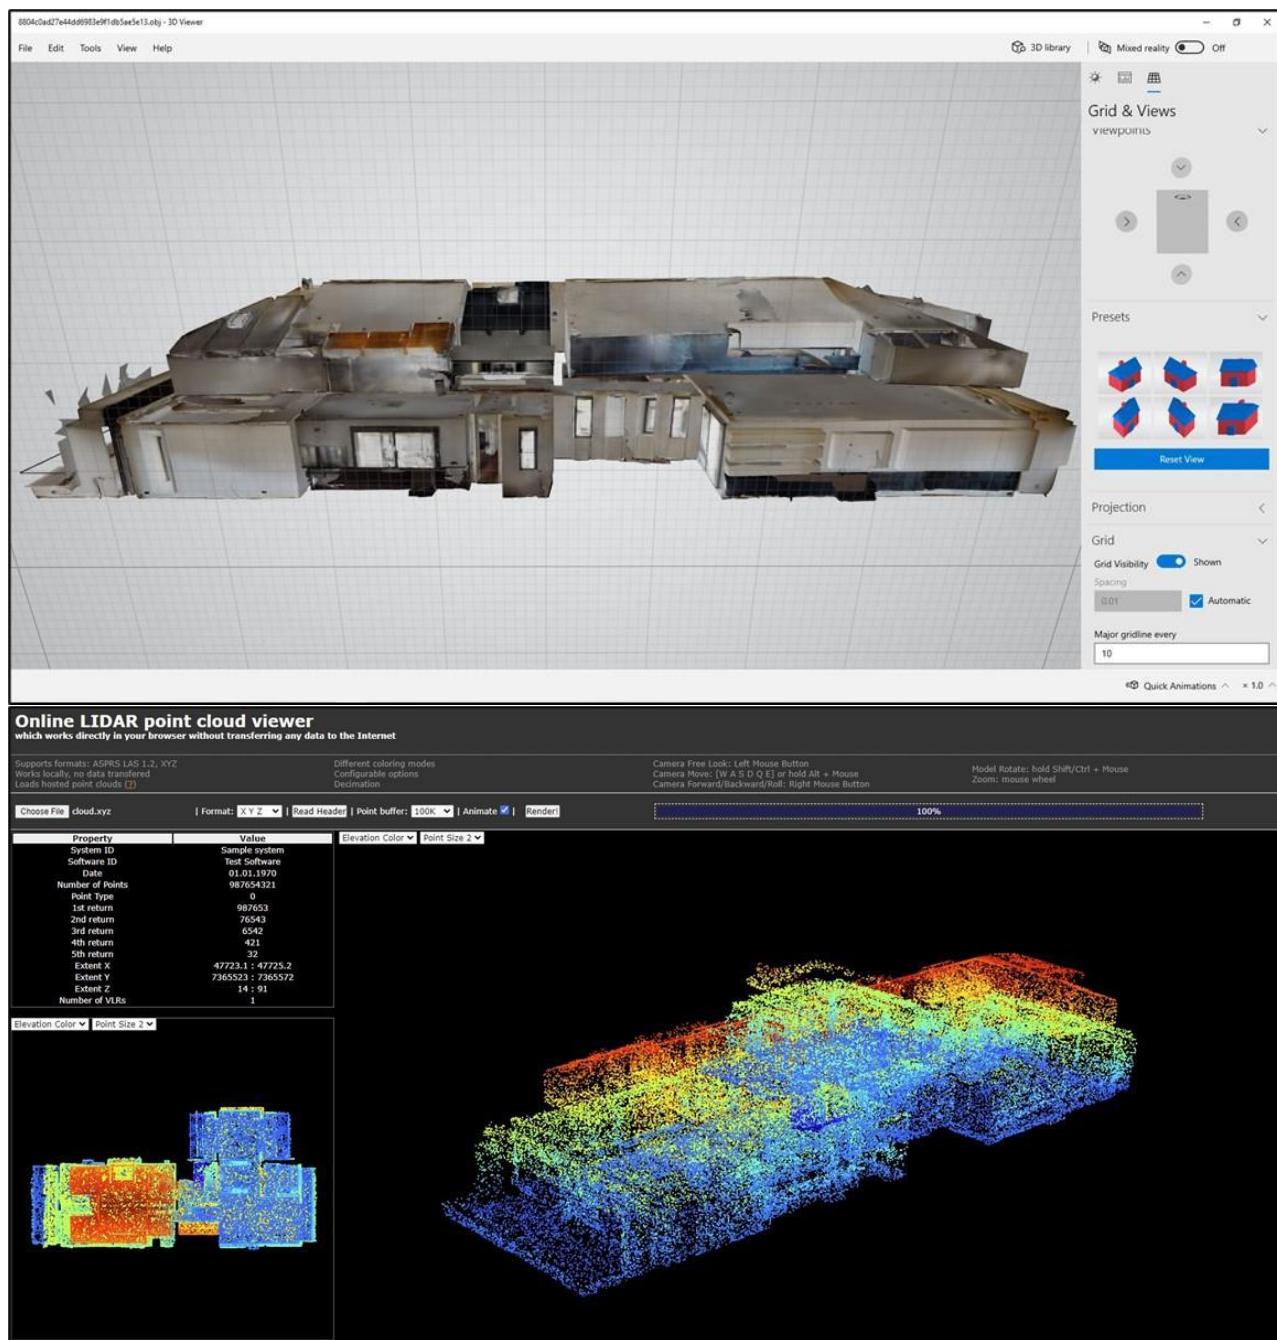 8804c0ad27e44dd6983e9f1db5ae5e13.obj - 3D Viewer
File Edit Tools View Help
3D library Mixed reality Off
Grid & Views
Viewpoints
Presets
Reset View
Projection
Grid
Grid Visibility Shown
Spacing
0.01 Automatic
Major gridline every
10
Quick Animations × 1.0
Online LIDAR point cloud viewer
which works directly in your browser without transferring any data to the Internet
Supports formats: ASPRS LAS 1.2, XYZ
Works locally, no data transfered
Loads hosted point clouds (?)
Different coloring modes
Configurable options
Decimation
Camera Free Look: Left Mouse Button
Camera Move: [W A S D Q E] or hold Alt + Mouse
Camera Forward/Backward/Roll: Right Mouse Button
Model Rotate: hold Shift/Ctrl + Mouse
Zoom: mouse wheel
Choose File cloud.xyz | Format: X Y Z | Read Header | Point buffer: 100K | Animate | Render! 100%
Property Value
System ID Sample system
Software ID Test Software
Date 01.01.1970
Number of Points 987654321
Point Type 0
1st return 987653
2nd return 76543
3rd return 6542
4th return 421
5th return 32
Extent X 47723.1 : 47725.2
Extent Y 7365523 : 7365572
Extent Z 14 : 91
Number of VLRs 1
Elevation Color Point Size 2
Elevation Color Point Size 2